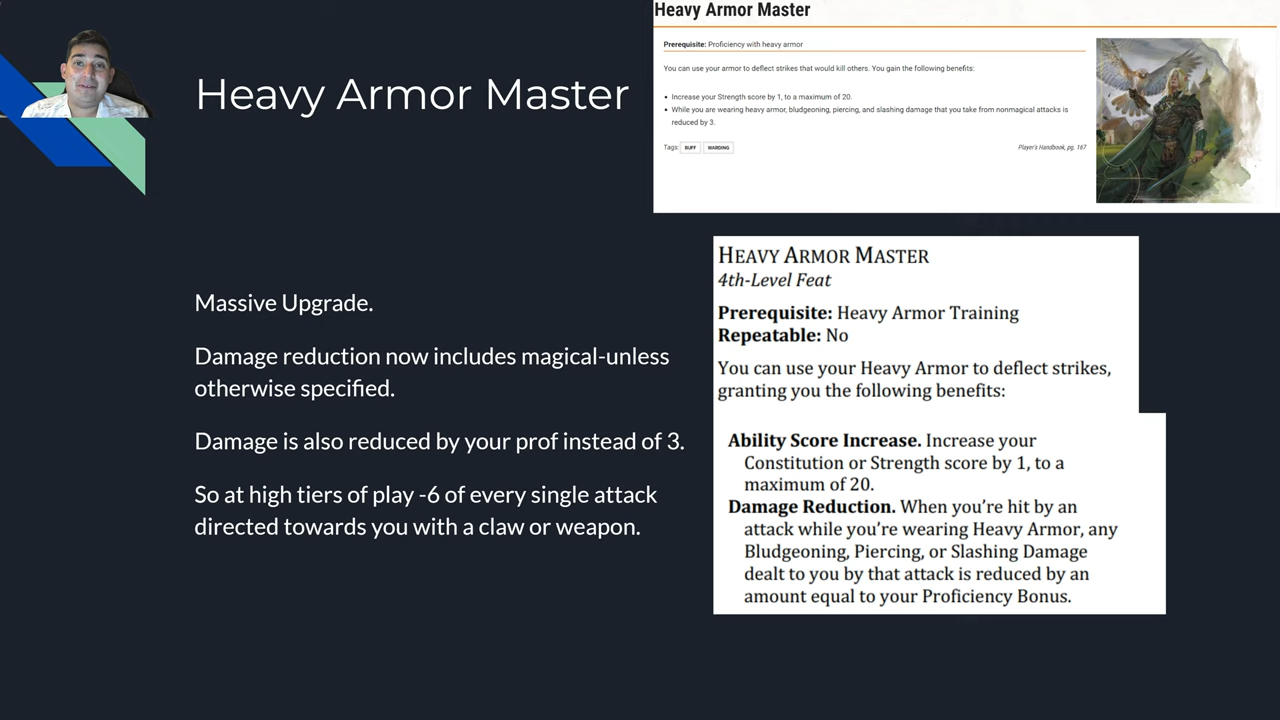 Heavy Armor Master
Prerequisite: Proficiency with heavy armor
You can use your armor to deflect strikes that would kill others. You gain the following benefits:
• Increase your Strength score by 1, to a maximum of 20.
• While you are wearing heavy armor, bludgeoning, piercing, and slashing damage that you take from nonmagical attacks is
reduced by 3.
Tags: BUFF WARDING
Player's Handbook, pg. 167
Heavy Armor Master
Massive Upgrade.
Damage reduction now includes magical-unless
otherwise specified.
Damage is also reduced by your prof instead of 3.
So at high tiers of play -6 of every single attack
directed towards you with a claw or weapon.
HEAVY ARMOR MASTER
4th-Level Feat
Prerequisite: Heavy Armor Training
Repeatable: No
You can use your Heavy Armor to deflect strikes,
granting you the following benefits:
Ability Score Increase. Increase your
Constitution or Strength score by 1, to a
maximum of 20.
Damage Reduction. When you're hit by an
attack while you're wearing Heavy Armor, any
Bludgeoning, Piercing, or Slashing Damage
dealt to you by that attack is reduced by an
amount equal to your Proficiency Bonus.